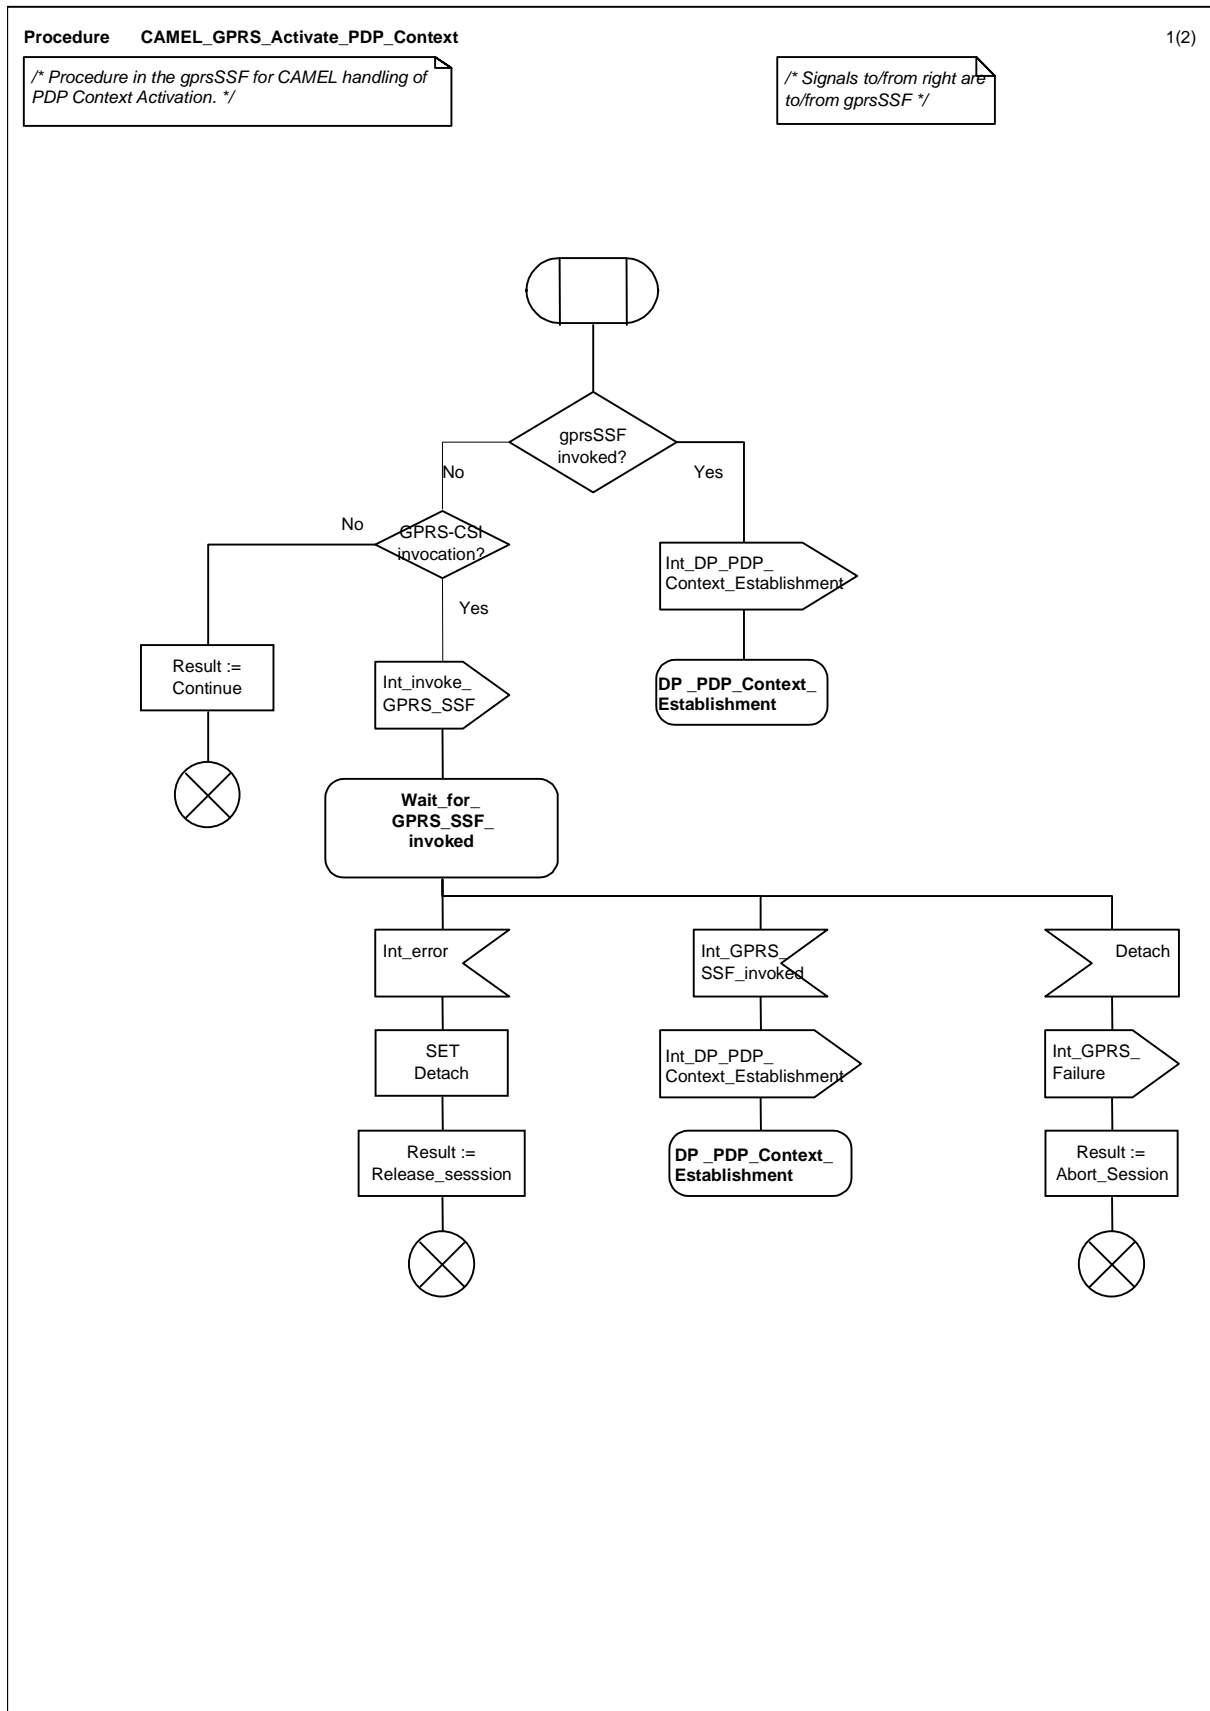 Procedure CAMEL_GPRS_Activate_PDP_Context
1(2)
/* Procedure in the gprsSSF for CAMEL handling of
PDP Context Activation. */
/* Signals to/from right are
to/from gprsSSF */
gprsSSF
invoked?
No
Yes
No
GPRS-CSI
invocation?
Int_DP_PDP_
Context_Establishment
Yes
Result :=
Continue
Int_invoke_
GPRS_SSF
DP _PDP_Context_
Establishment
Wait_for_
GPRS_SSF_
invoked
Int_error
Int_GPRS_
SSF_invoked
Detach
SET
Detach
Int_DP_PDP_
Context_Establishment
Int_GPRS_
Failure
Result :=
Release_sesssion
DP _PDP_Context_
Establishment
Result :=
Abort_Session